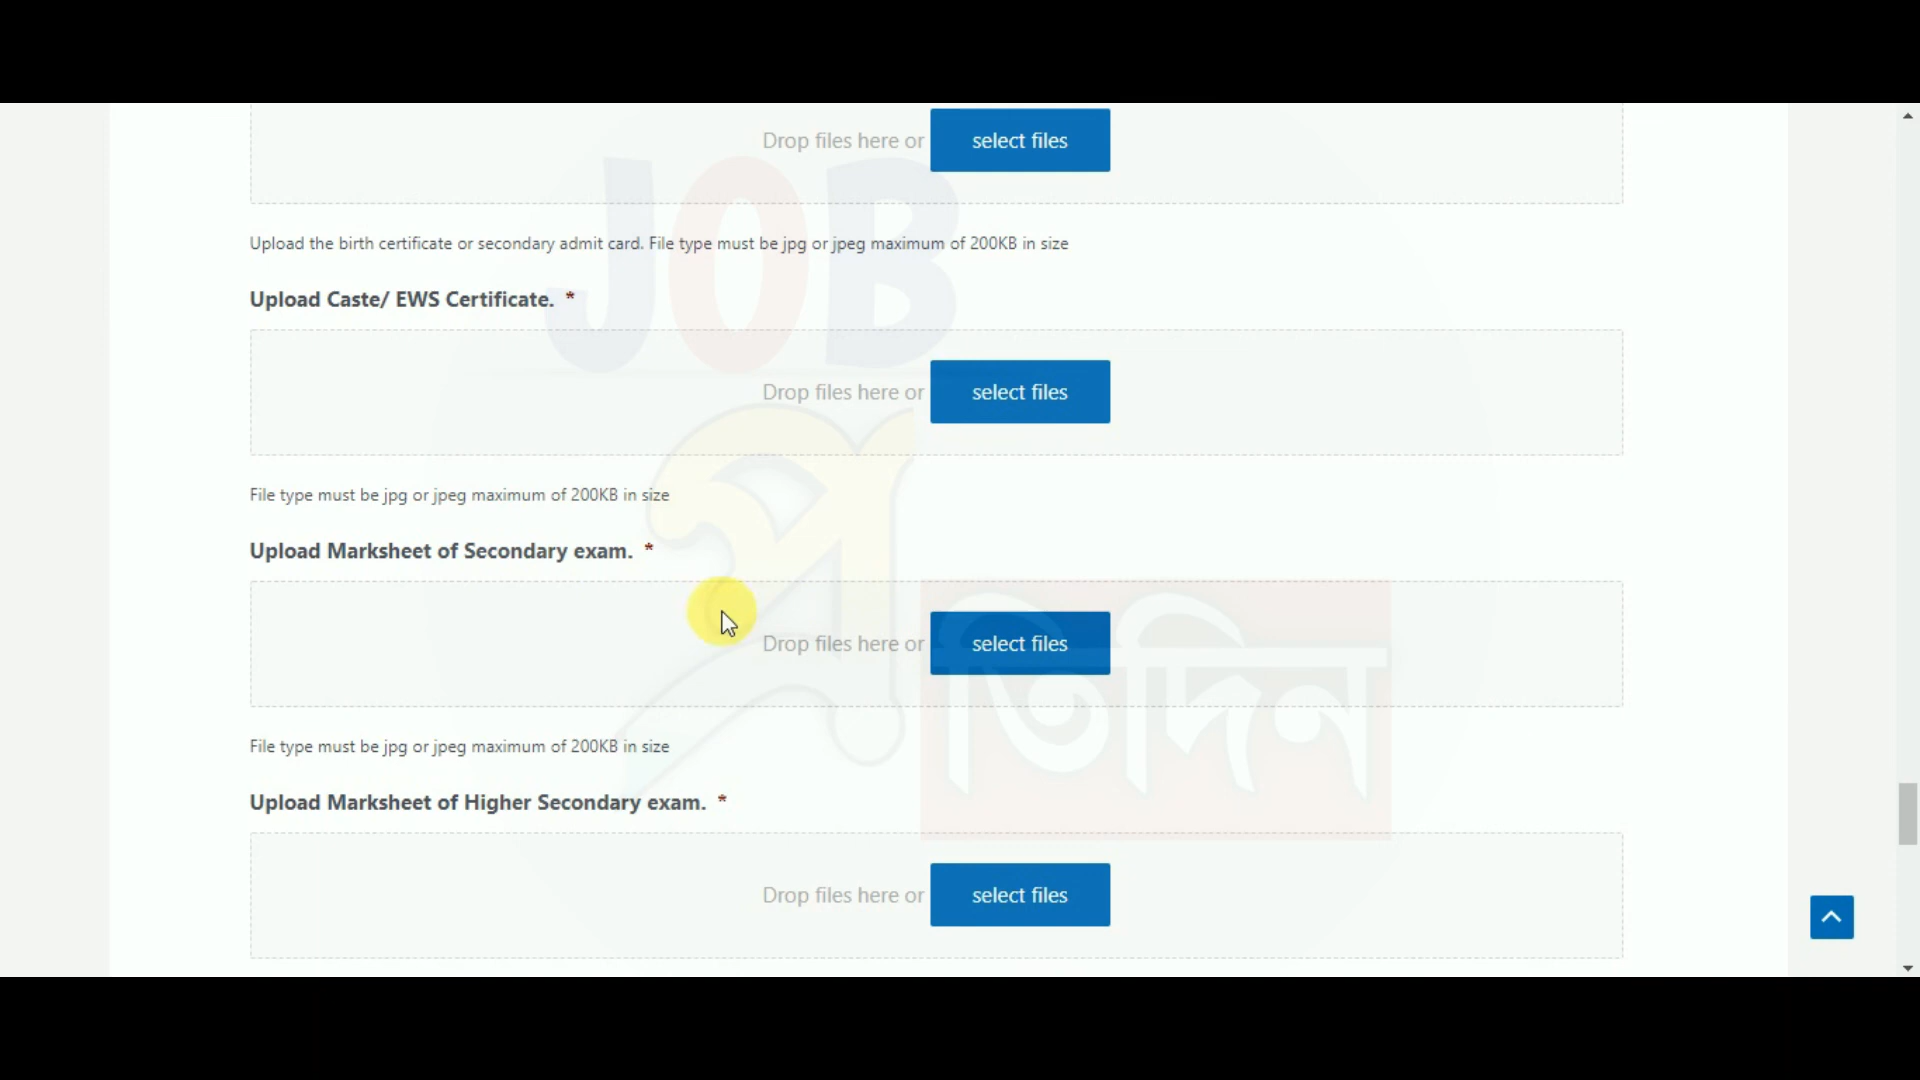 Drop files here or select files
Upload the birth certificate or secondary admit card. File type must be jpg or jpeg maximum of 200KB in size
Upload Caste/ EWS Certificate. *
Drop files here or select files
File type must be jpg or jpeg maximum of 200KB in size
Upload Marksheet of Secondary exam. *
Drop files here or select files
File type must be jpg or jpeg maximum of 200KB in size
Upload Marksheet of Higher Secondary exam. *
Drop files here or select files
JOB
প্রতিদিন